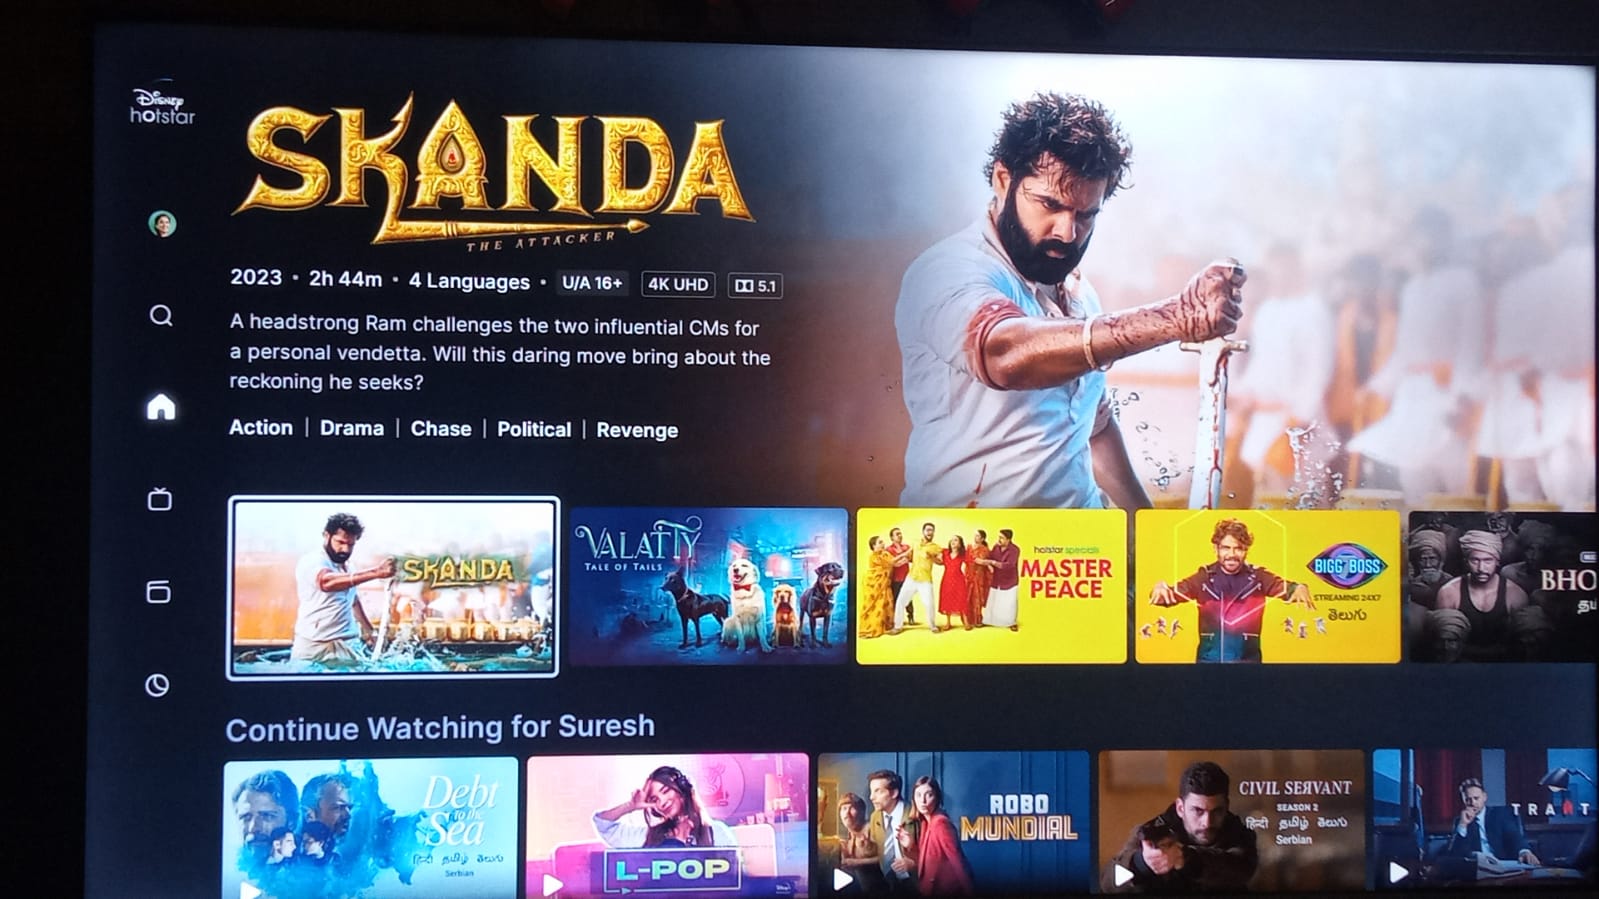 Disney
hotstar
SKANDA
THE ATTACKER
2023 • 2h 44m • 4 Languages • U/A 16+ 4K UHD 5.1
A headstrong Ram challenges the two influential CMs for
a personal vendetta. Will this daring move bring about the
reckoning he seeks?
Action | Drama | Chase | Political | Revenge
SKANDA
VALATTY
TALE OF TAILS
hotstar specials
MASTER
PEACE
BIGG BOSS
STREAMING 24X7
తెలుగు
BHO
Continue Watching for Suresh
Debt
to the
Sea
हिन्दी தமிழ் తెలుగు
Serbian
L-POP
ROBO
MUNDIAL
CIVIL SERVANT
SEASON 2
हिन्दी தமிழ் తెలుగు
Serbian